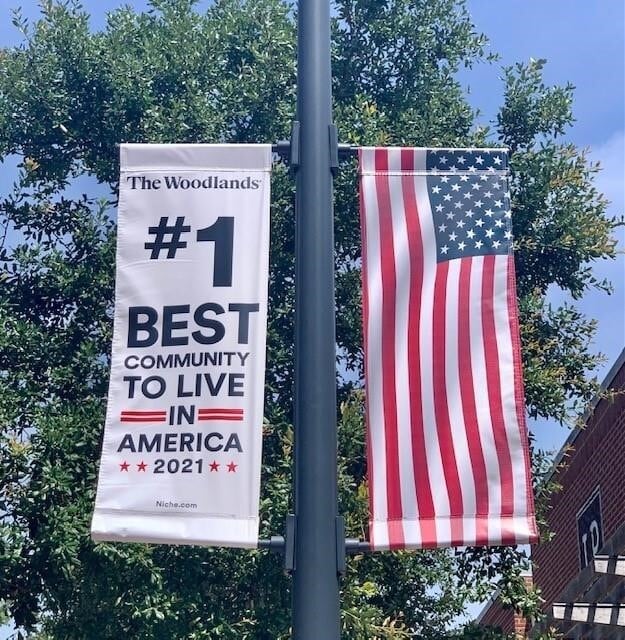 The Woodlands
#1
BEST
COMMUNITY
TO LIVE
IN
AMERICA
2021
Niche.com